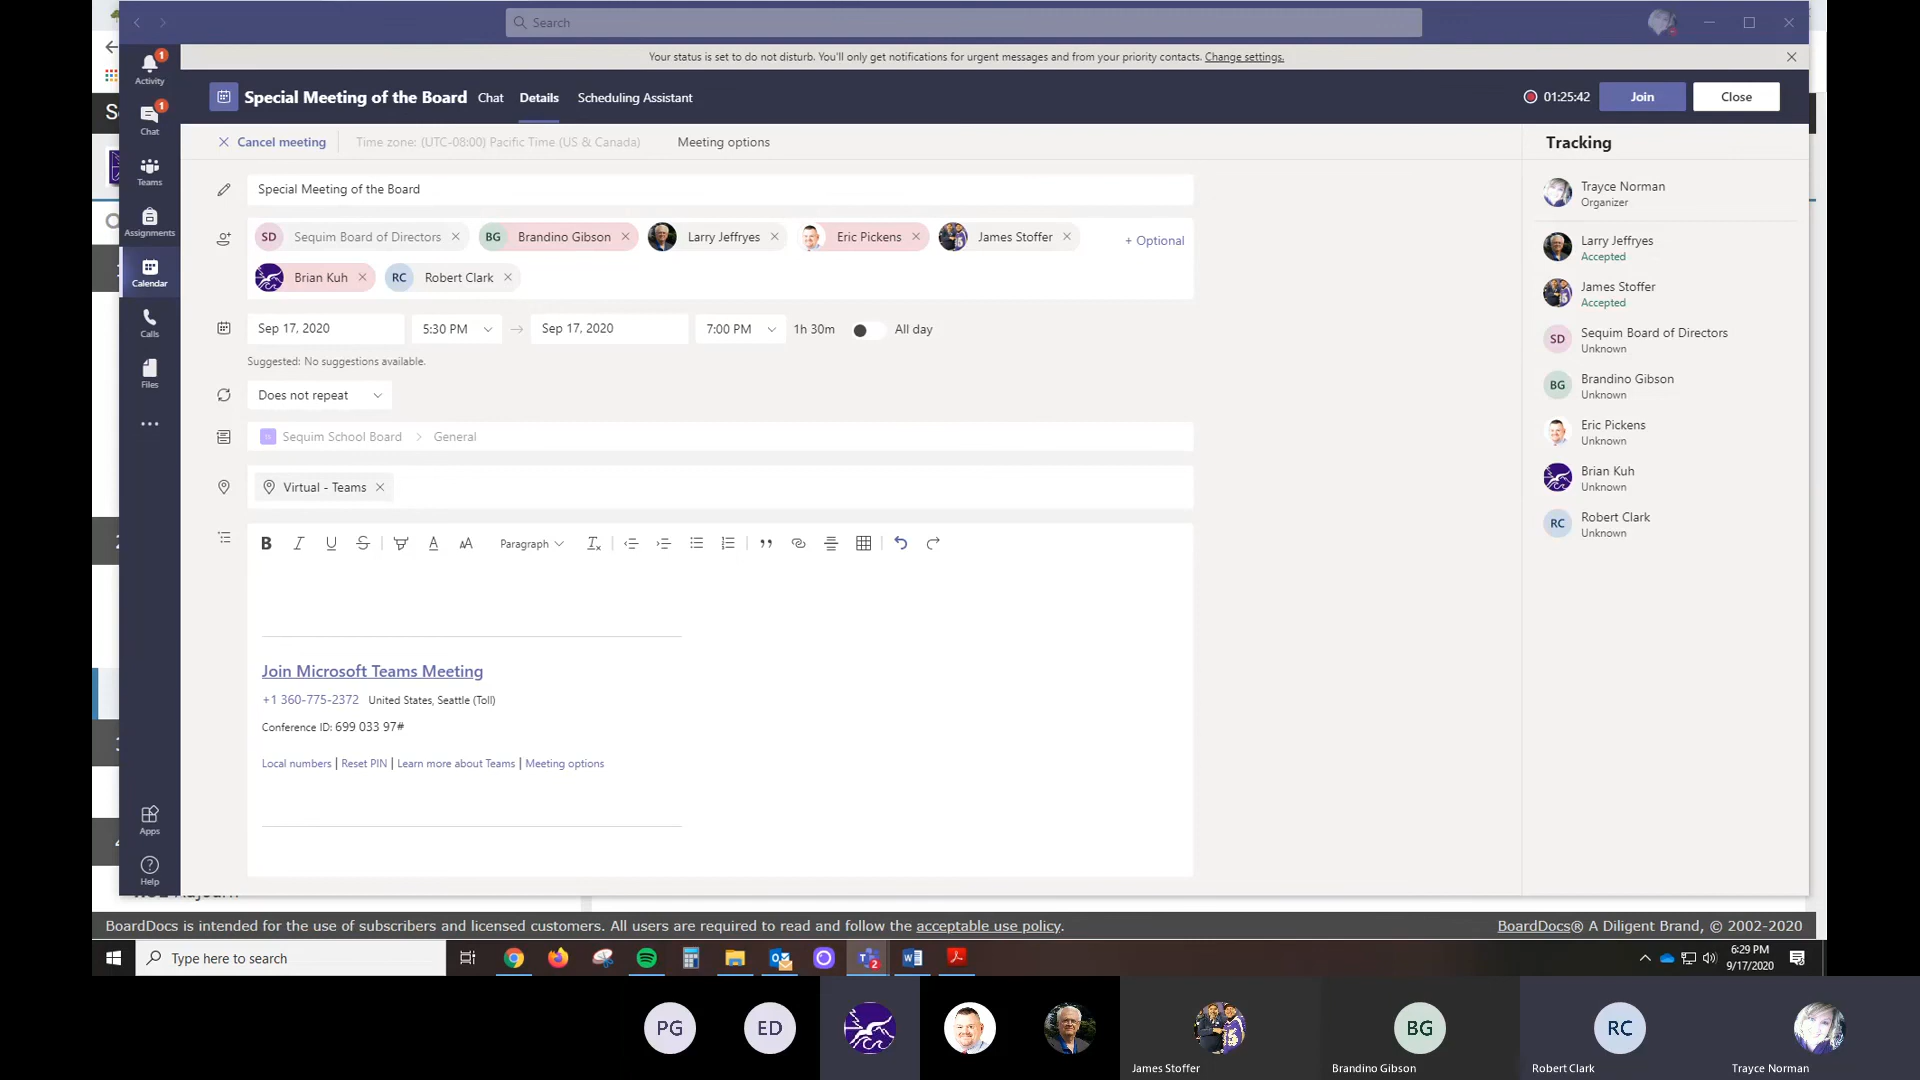 Search
Your status is set to do not disturb. You'll only get notifications for urgent messages and from your priority contacts. Change settings.
Special Meeting of the Board Chat Details Scheduling Assistant 01:25:42 Join Close
Cancel meeting Time zone: (UTC-08:00) Pacific Time (US & Canada) Meeting options
Tracking
1
Activity
1
Chat
Teams
Assignments
Calendar
Calls
Files
Apps
Help
Special Meeting of the Board
SD Sequim Board of Directors BG Brandino Gibson Larry Jeffryes Eric Pickens James Stoffer + Optional
Brian Kuh RC Robert Clark
Sep 17, 2020 5:30 PM Sep 17, 2020 7:00 PM 1h 30m All day
Suggested: No suggestions available.
Does not repeat
Sequim School Board > General
Virtual - Teams
B I U S A AA Paragraph
Join Microsoft Teams Meeting
+1 360-775-2372 United States, Seattle (Toll)
Conference ID: 699 033 97#
Local numbers | Reset PIN | Learn more about Teams | Meeting options
Trayce Norman
Organizer
Larry Jeffryes
Accepted
James Stoffer
Accepted
SD Sequim Board of Directors
Unknown
BG Brandino Gibson
Unknown
Eric Pickens
Unknown
Brian Kuh
Unknown
RC Robert Clark
Unknown
BoardDocs is intended for the use of subscribers and licensed customers. All users are required to read and follow the acceptable use policy.
BoardDocs® A Diligent Brand, © 2002-2020
Type here to search
2
6:29 PM
9/17/2020
PG ED BG RC
James Stoffer Brandino Gibson Robert Clark Trayce Norman